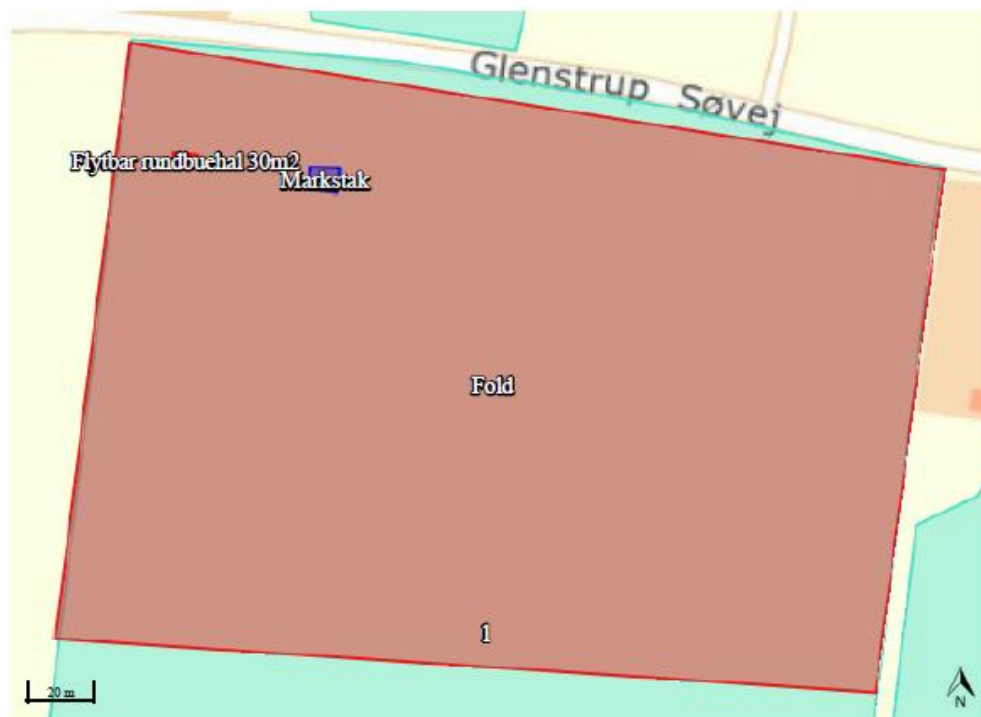 Glenstrup Søvej
Flytbar rundbuehal 30m2
Markstak
Fold
1
20 m
N